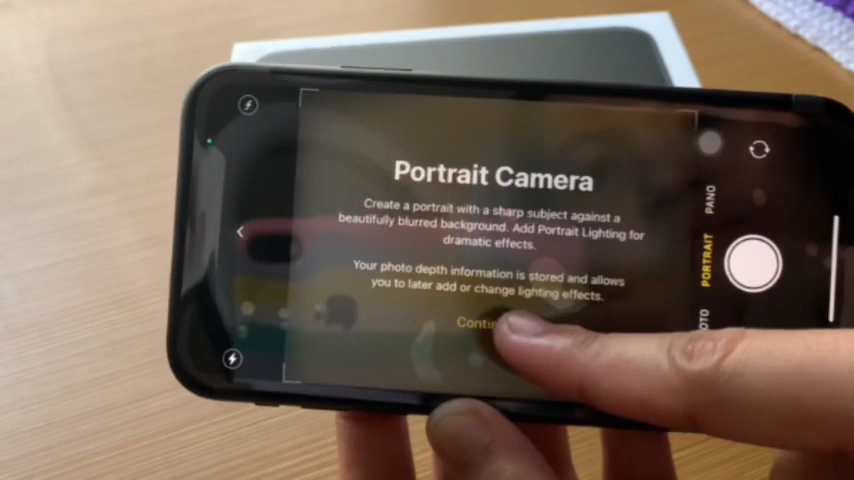 Portrait Camera
Create a portrait with a sharp subject against a
beautifully blurred background. Add Portrait Lighting for
dramatic effects.
Your photo depth information is stored and allows
you to later add or change lighting effects.
PANO
PORTRAIT